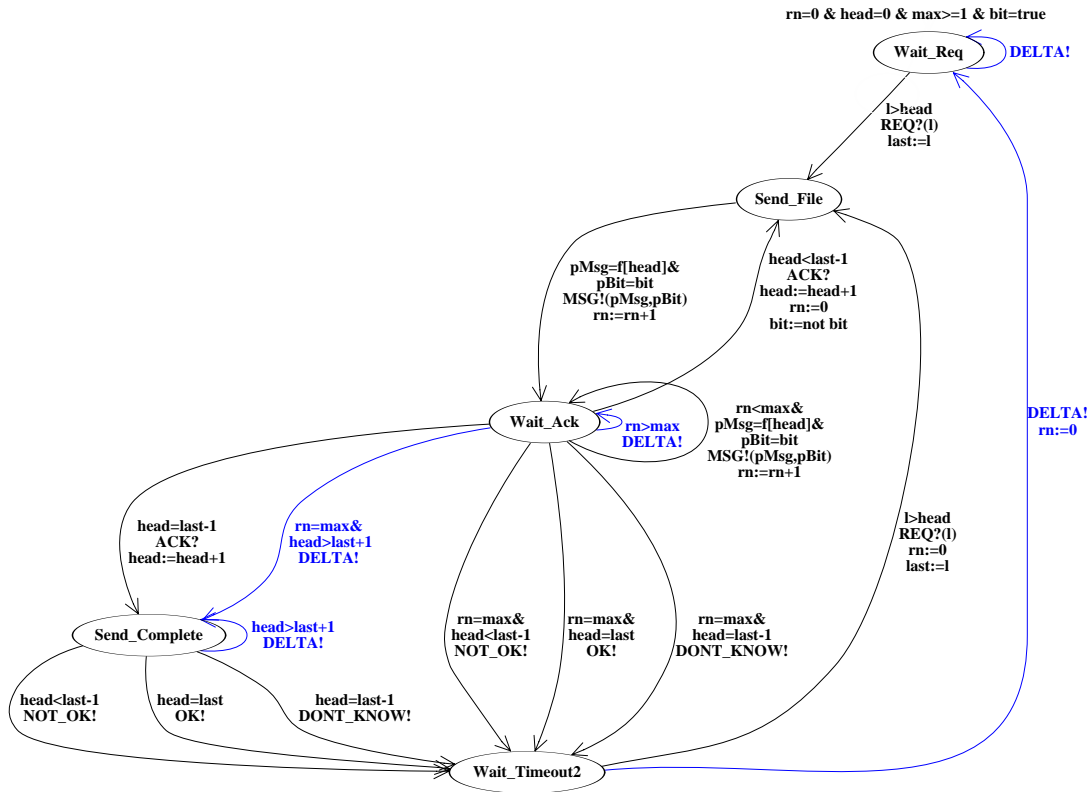 rn=0 & head=0 & max>=1 & bit=true
Wait_Req
DELTA!
l>head
REQ?(l)
last:=l
Send_File
pMsg=f[head]&
pBit=bit
MSG!(pMsg,pBit)
rn:=rn+1
head<last-1
ACK?
head:=head+1
rn:=0
bit:=not bit
Wait_Ack
rn>max
DELTA!
rn<max&
pMsg=f[head]&
pBit=bit
MSG!(pMsg,pBit)
rn:=rn+1
DELTA!
rn:=0
head=last-1
ACK?
head:=head+1
rn=max&
head>last+1
DELTA!
l>head
REQ?(l)
rn:=0
last:=l
Send_Complete
head>last+1
DELTA!
rn=max&
head<last-1
NOT_OK!
rn=max&
head=last
OK!
rn=max&
head=last-1
DONT_KNOW!
head<last-1
NOT_OK!
head=last
OK!
head=last-1
DONT_KNOW!
Wait_Timeout2